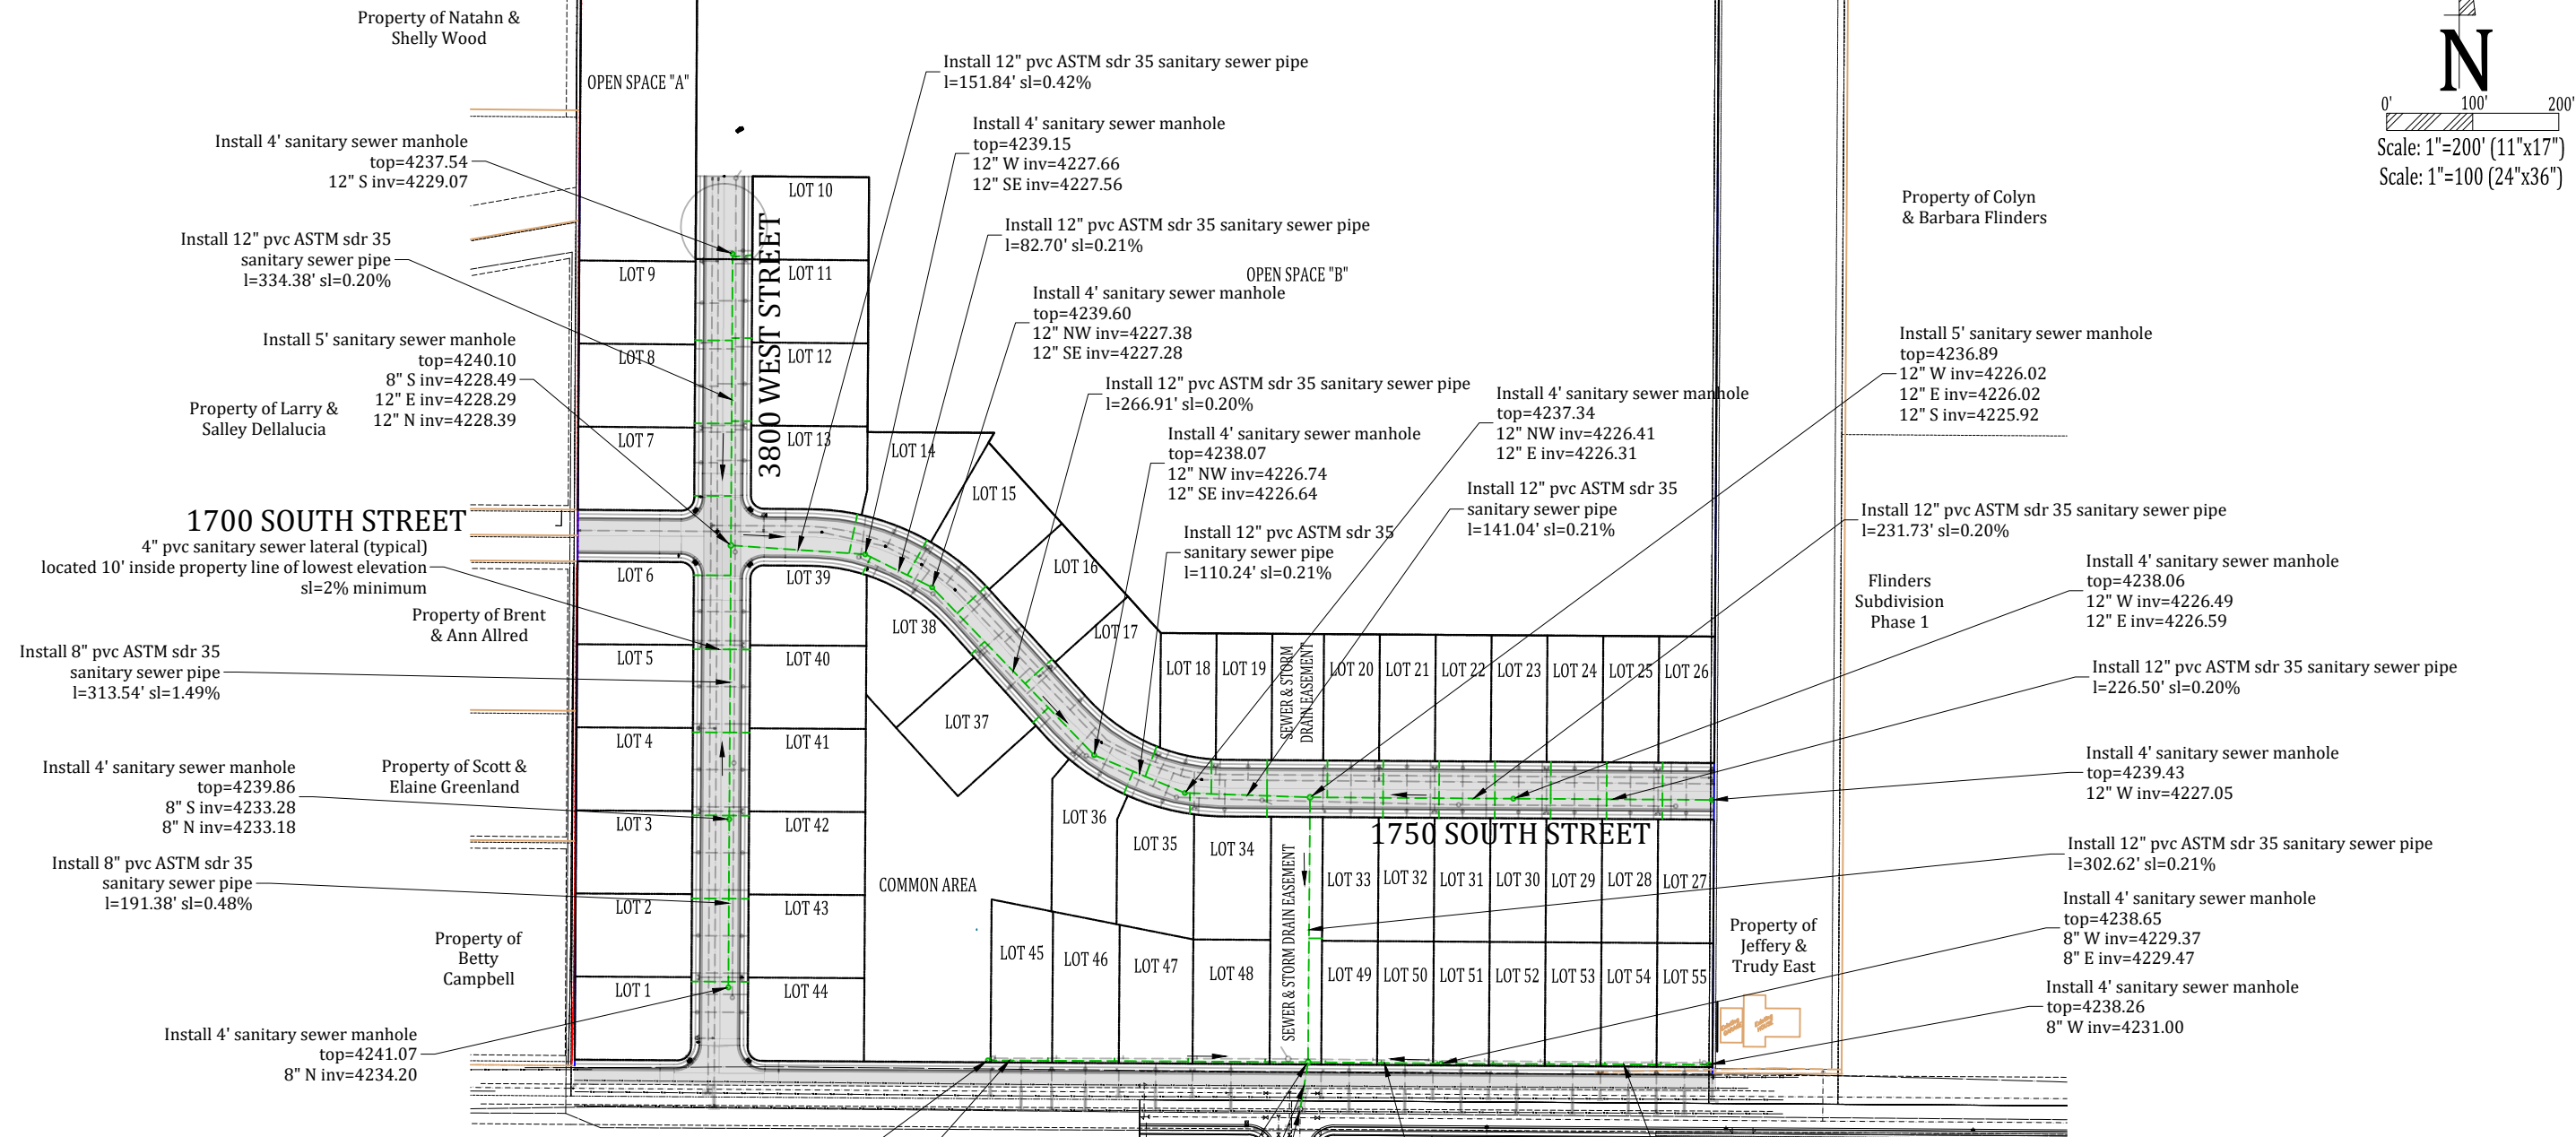 Property of Natahn &
Shelly Wood
OPEN SPACE "A"
Install 4' sanitary sewer manhole
top=4237.54
12" S inv=4229.07
Install 12" pvc ASTM sdr 35
sanitary sewer pipe
l=334.38' sl=0.20%
Install 5' sanitary sewer manhole
top=4240.10
8" S inv=4228.49
12" E inv=4228.29
12" N inv=4228.39
Property of Larry &
Salley Dellalucia
1700 SOUTH STREET
4" pvc sanitary sewer lateral (typical)
located 10' inside property line of lowest elevation
sl=2% minimum
Property of Brent
& Ann Allred
Install 8" pvc ASTM sdr 35
sanitary sewer pipe
l=313.54' sl=1.49%
Install 4' sanitary sewer manhole
top=4239.86
8" S inv=4233.28
8" N inv=4233.18
Property of Scott &
Elaine Greenland
Install 8" pvc ASTM sdr 35
sanitary sewer pipe
l=191.38' sl=0.48%
Property of
Betty
Campbell
Install 4' sanitary sewer manhole
top=4241.07
8" N inv=4234.20
LOT 9
LOT 8
LOT 7
LOT 6
LOT 5
LOT 4
LOT 3
LOT 2
LOT 1
3800 WEST STREET
LOT 10
LOT 11
LOT 12
LOT 13
LOT 39
LOT 40
LOT 41
LOT 42
LOT 43
LOT 44
Install 12" pvc ASTM sdr 35 sanitary sewer pipe
l=151.84' sl=0.42%
Install 4' sanitary sewer manhole
top=4239.15
12" W inv=4227.66
12" SE inv=4227.56
Install 12" pvc ASTM sdr 35 sanitary sewer pipe
l=82.70' sl=0.21%
OPEN SPACE "B"
Install 4' sanitary sewer manhole
top=4239.60
12" NW inv=4227.38
12" SE inv=4227.28
Install 12" pvc ASTM sdr 35 sanitary sewer pipe
l=266.91' sl=0.20%
Install 4' sanitary sewer manhole
top=4238.07
12" NW inv=4226.74
12" SE inv=4226.64
Install 12" pvc ASTM sdr 35
sanitary sewer pipe
l=110.24' sl=0.21%
Install 4' sanitary sewer manhole
top=4237.34
12" NW inv=4226.41
12" E inv=4226.31
Install 12" pvc ASTM sdr 35
sanitary sewer pipe
l=141.04' sl=0.21%
LOT 14
LOT 15
LOT 16
LOT 17
LOT 38
LOT 37
LOT 36
LOT 35
LOT 34
COMMON AREA
LOT 18
LOT 19
SEWER & STORM
DRAIN EASEMENT
LOT 20
LOT 21
LOT 22
LOT 23
LOT 24
LOT 25
LOT 26
1750 SOUTH STREET
SEWER & STORM DRAIN EASEMENT
LOT 33
LOT 32
LOT 31
LOT 30
LOT 29
LOT 28
LOT 27
LOT 45
LOT 46
LOT 47
LOT 48
LOT 49
LOT 50
LOT 51
LOT 52
LOT 53
LOT 54
LOT 55
N
0'
100'
200'
Scale: 1"=200' (11"x17")
Scale: 1"=100 (24"x36")
Property of Colyn
& Barbara Flinders
Install 5' sanitary sewer manhole
top=4236.89
12" W inv=4226.02
12" E inv=4226.02
12" S inv=4225.92
Install 12" pvc ASTM sdr 35 sanitary sewer pipe
l=231.73' sl=0.20%
Flinders
Subdivision
Phase 1
Install 4' sanitary sewer manhole
top=4238.06
12" W inv=4226.49
12" E inv=4226.59
Install 12" pvc ASTM sdr 35 sanitary sewer pipe
l=226.50' sl=0.20%
Install 4' sanitary sewer manhole
top=4239.43
12" W inv=4227.05
Install 12" pvc ASTM sdr 35 sanitary sewer pipe
l=302.62' sl=0.21%
Install 4' sanitary sewer manhole
top=4238.65
8" W inv=4229.37
8" E inv=4229.47
Property of
Jeffery &
Trudy East
Install 4' sanitary sewer manhole
top=4238.26
8" W inv=4231.00